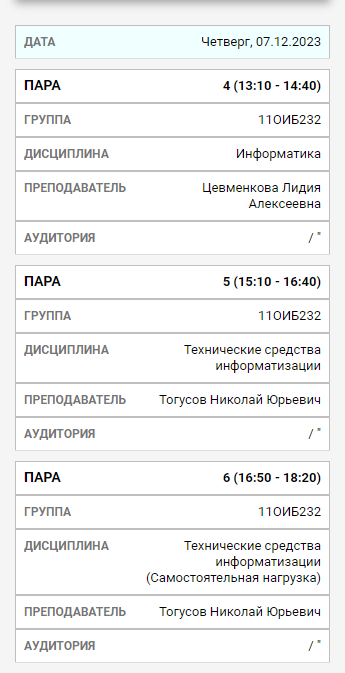 ДАТА Четверг, 07.12.2023
ПАРА 4 (13:10 - 14:40)
ГРУППА 11ОИБ232
ДИСЦИПЛИНА Информатика
ПРЕПОДАВАТЕЛЬ Цевменкова Лидия
Алексеевна
АУДИТОРИЯ / "
ПАРА 5 (15:10 - 16:40)
ГРУППА 11ОИБ232
ДИСЦИПЛИНА Технические средства
информатизации
ПРЕПОДАВАТЕЛЬ Тогусов Николай Юрьевич
АУДИТОРИЯ / "
ПАРА 6 (16:50 - 18:20)
ГРУППА 11ОИБ232
ДИСЦИПЛИНА Технические средства
информатизации
(Самостоятельная нагрузка)
ПРЕПОДАВАТЕЛЬ Тогусов Николай Юрьевич
АУДИТОРИЯ / "